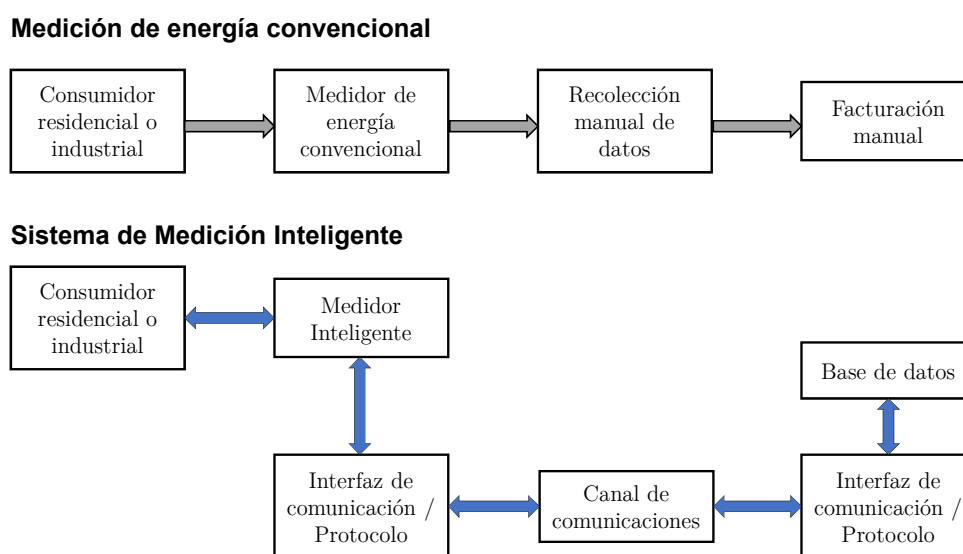 Medición de energía convencional
Consumidor
residencial o
industrial
Medidor de
energía
convencional
Recolección
manual de
datos
Facturación
manual
Sistema de Medición Inteligente
Consumidor
residencial o
industrial
Medidor
Inteligente
Base de datos
Interfaz de
comunicación /
Protocolo
Canal de
comunicaciones
Interfaz de
comunicación /
Protocolo